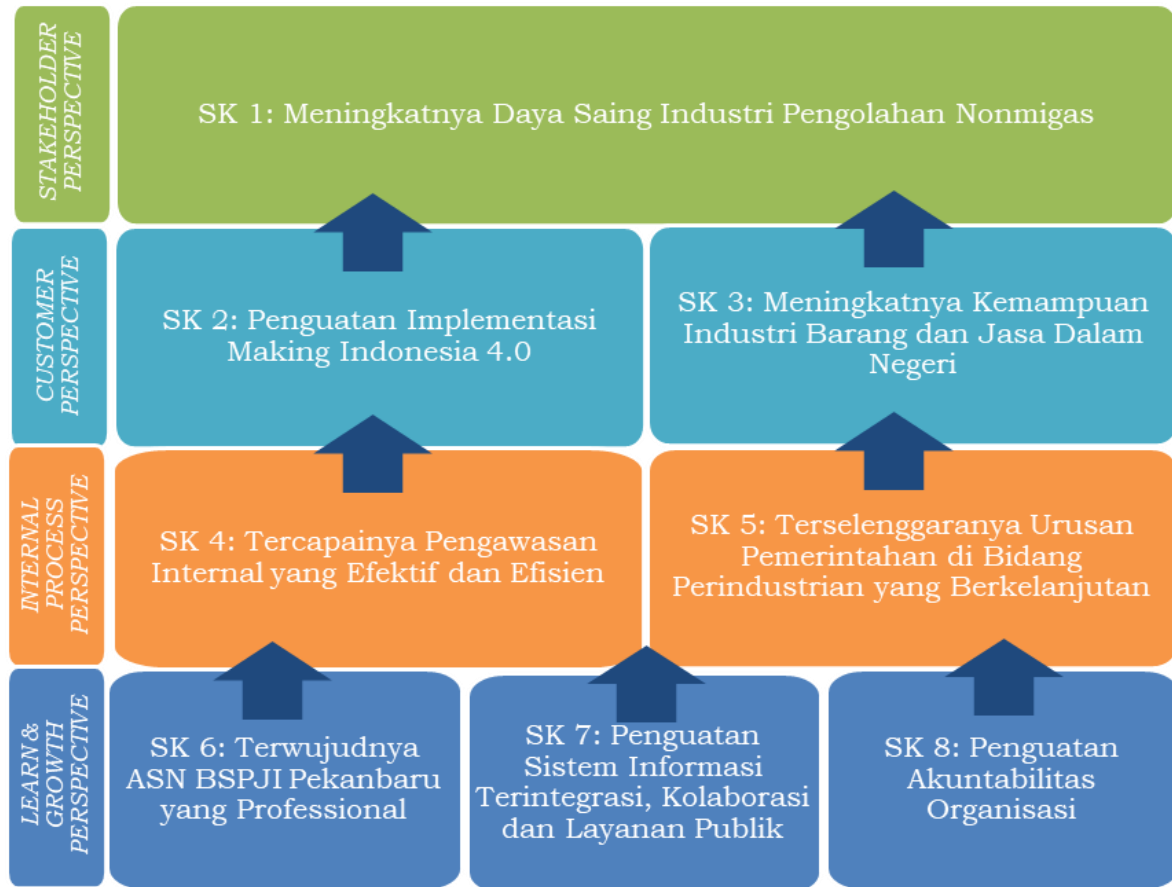 STAKEHOLDER
PERSPECTIVE
SK 1: Meningkatnya Daya Saing Industri Pengolahan Nonmigas
CUSTOMER
PERSPECTIVE
SK 2: Penguatan Implementasi
Making Indonesia 4.0
SK 3: Meningkatnya Kemampuan
Industri Barang dan Jasa Dalam
Negeri
INTERNAL
PROCESS
PERSPECTIVE
SK 4: Tercapainya Pengawasan
Internal yang Efektif dan Efisien
SK 5: Terselenggaranya Urusan
Pemerintahan di Bidang
Perindustrian yang Berkelanjutan
LEARN &
GROWTH
PERSPECTIVE
SK 6: Terwujudnya
ASN BSPJI Pekanbaru
yang Professional
SK 7: Penguatan
Sistem Informasi
Terintegrasi, Kolaborasi
dan Layanan Publik
SK 8: Penguatan
Akuntabilitas
Organisasi